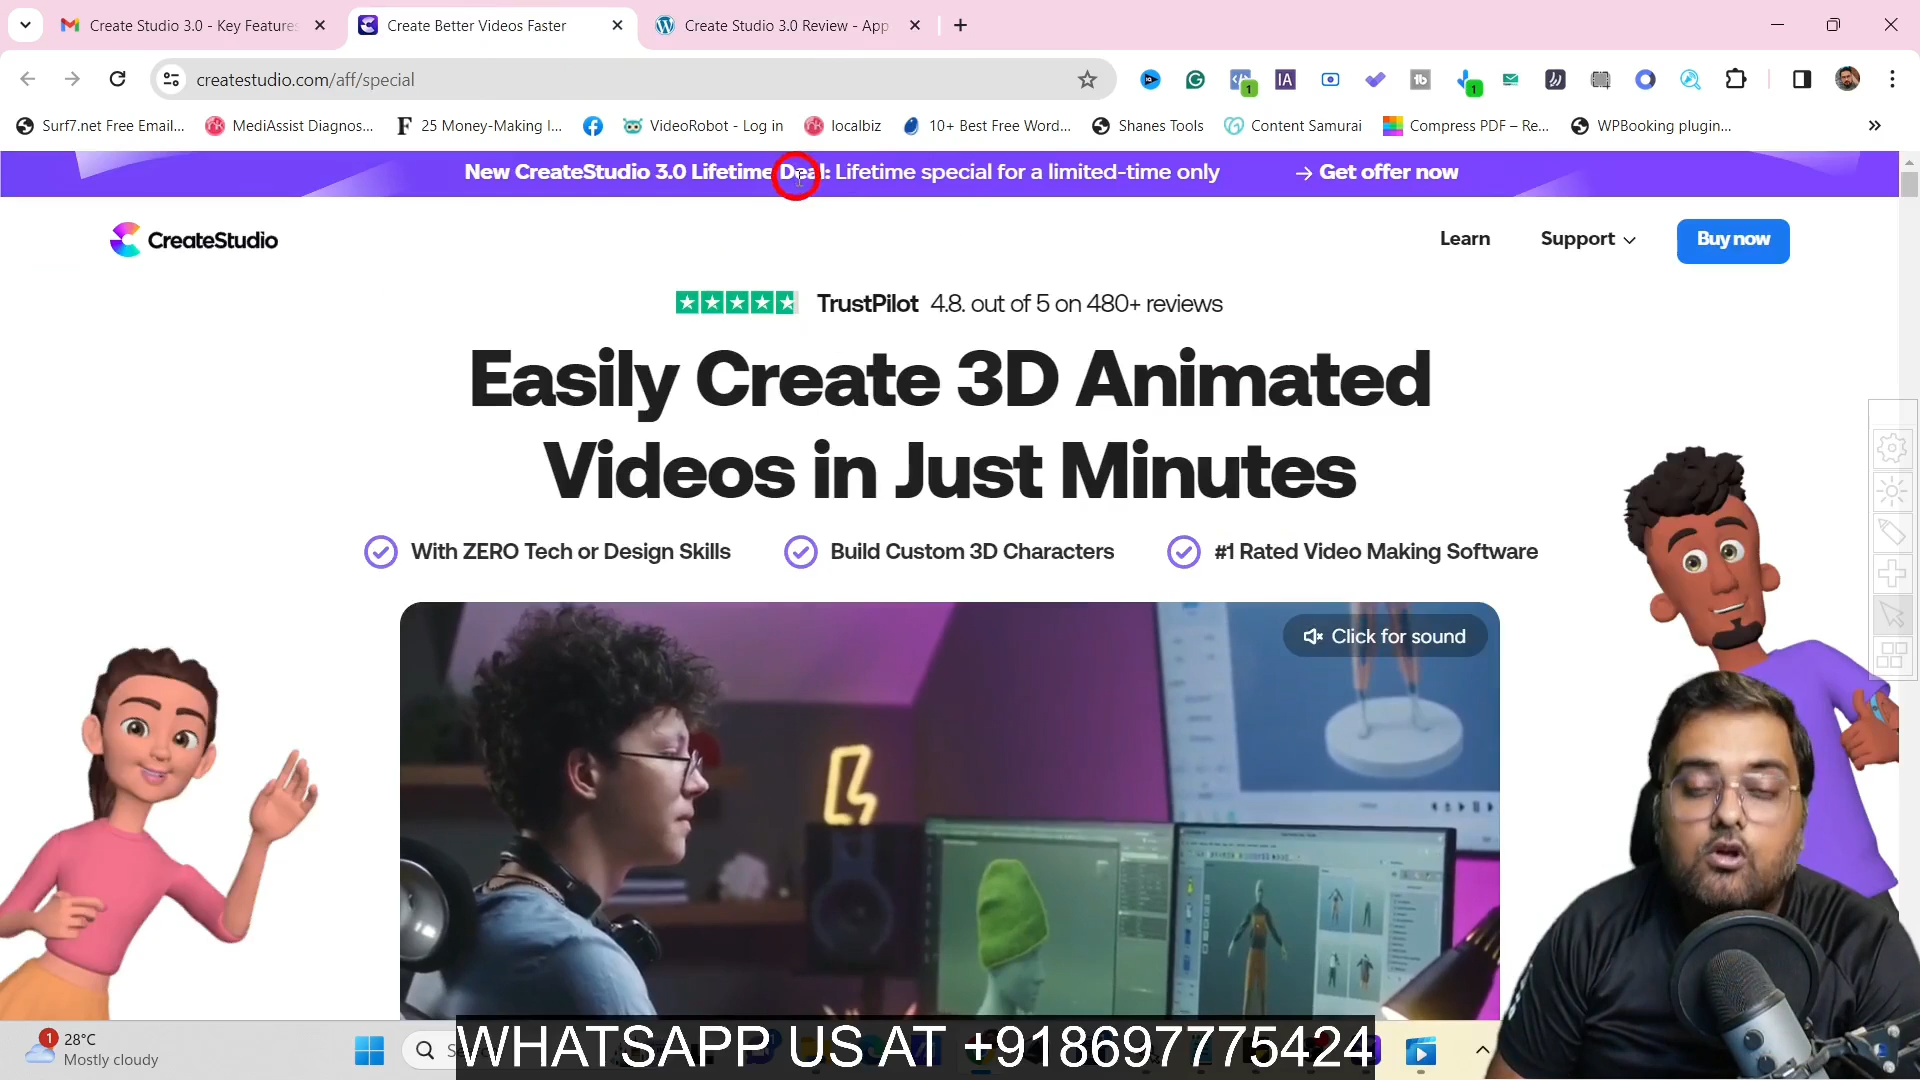 Create Studio 3.0 - Key Features
Create Better Videos Faster
Create Studio 3.0 Review - App
createstudio.com/aff/special
Surf7.net Free Email...
MediAssist Diagnos...
25 Money-Making I...
VideoRobot - Log in
localbiz
10+ Best Free Word...
Shanes Tools
Content Samurai
Compress PDF – Re...
WPBooking plugin...
New CreateStudio 3.0 Lifetime Deal: Lifetime special for a limited-time only
→ Get offer now
CreateStudio
Learn
Support
Buy now
TrustPilot 4.8. out of 5 on 480+ reviews
Easily Create 3D Animated
Videos in Just Minutes
With ZERO Tech or Design Skills
Build Custom 3D Characters
#1 Rated Video Making Software
Click for sound
28°C
Mostly cloudy
WHATSAPP US AT +918697775424